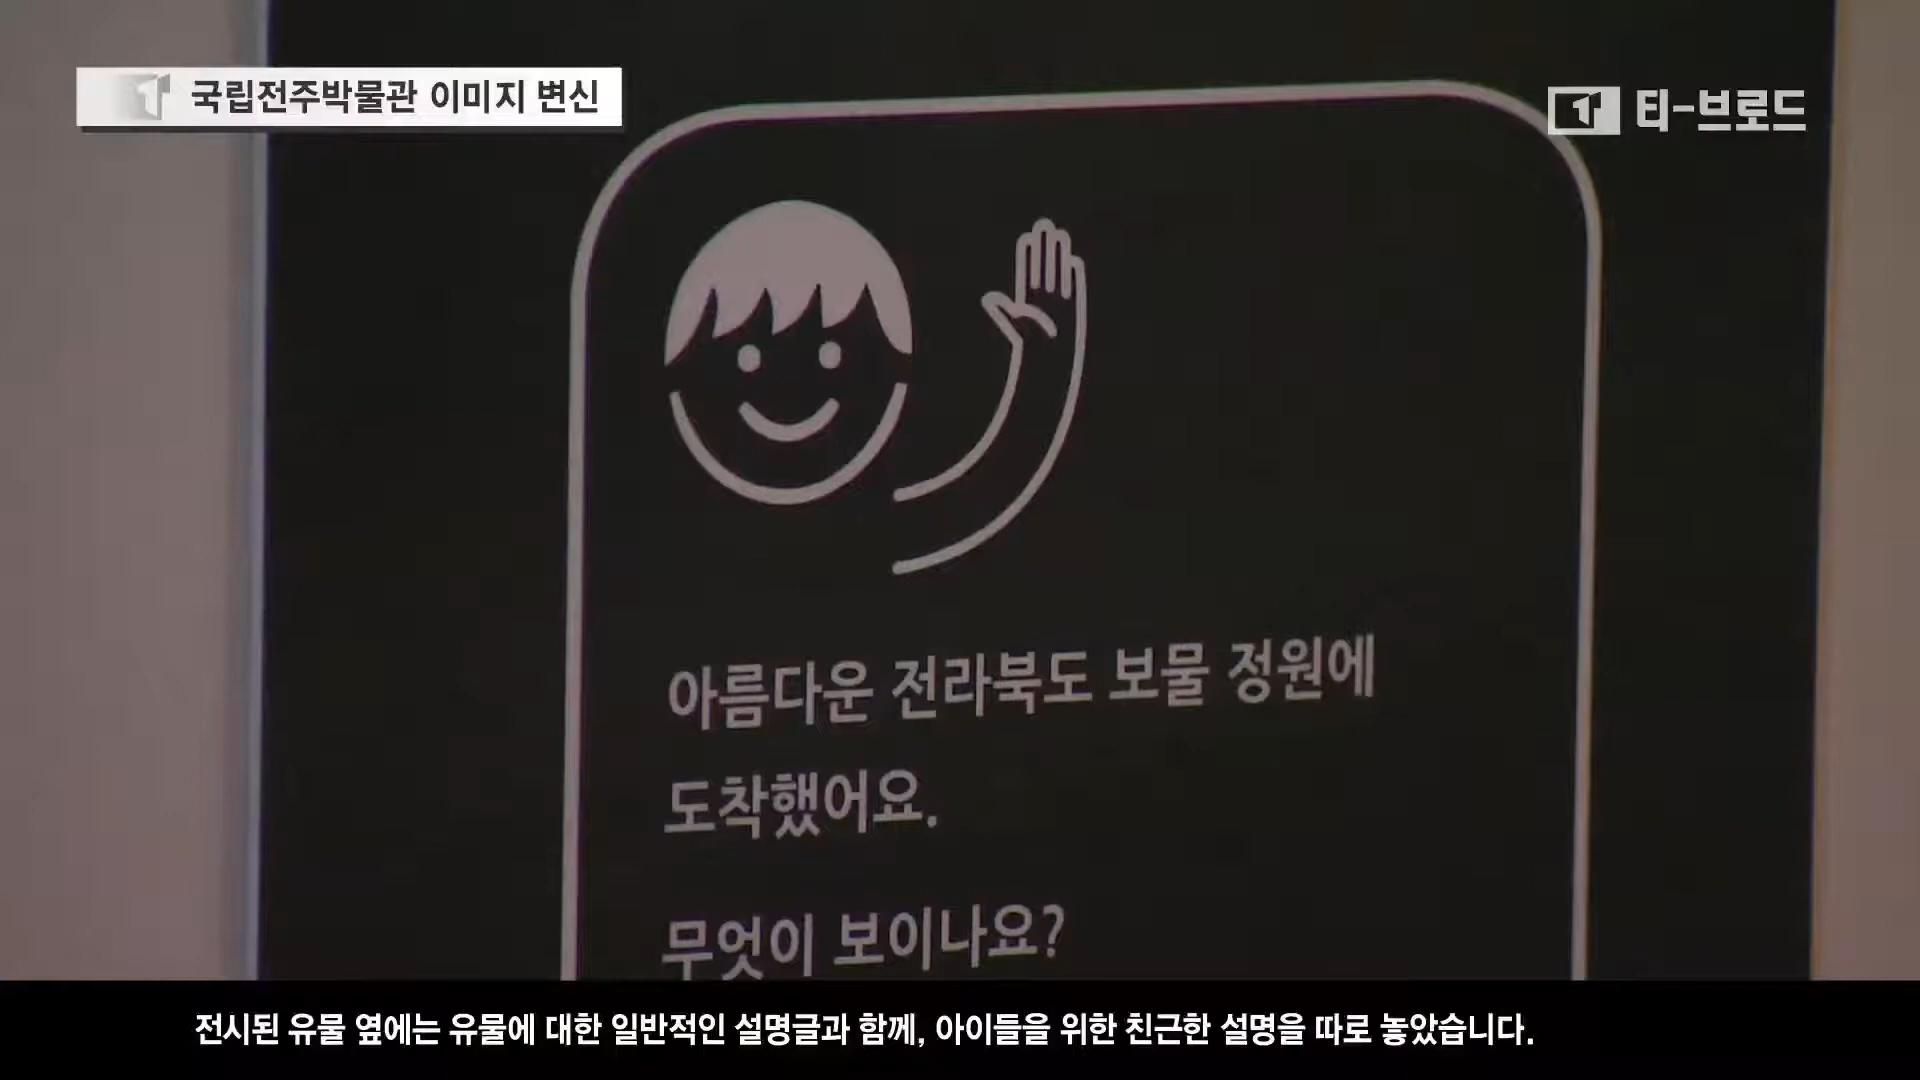 국립전주박물관 이미지 변신
티-브로드
아름다운 전라북도 보물 정원에
도착했어요.
무엇이 보이나요?
전시된 유물 옆에는 유물에 대한 일반적인 설명글과 함께, 아이들을 위한 친근한 설명을 따로 놓았습니다.